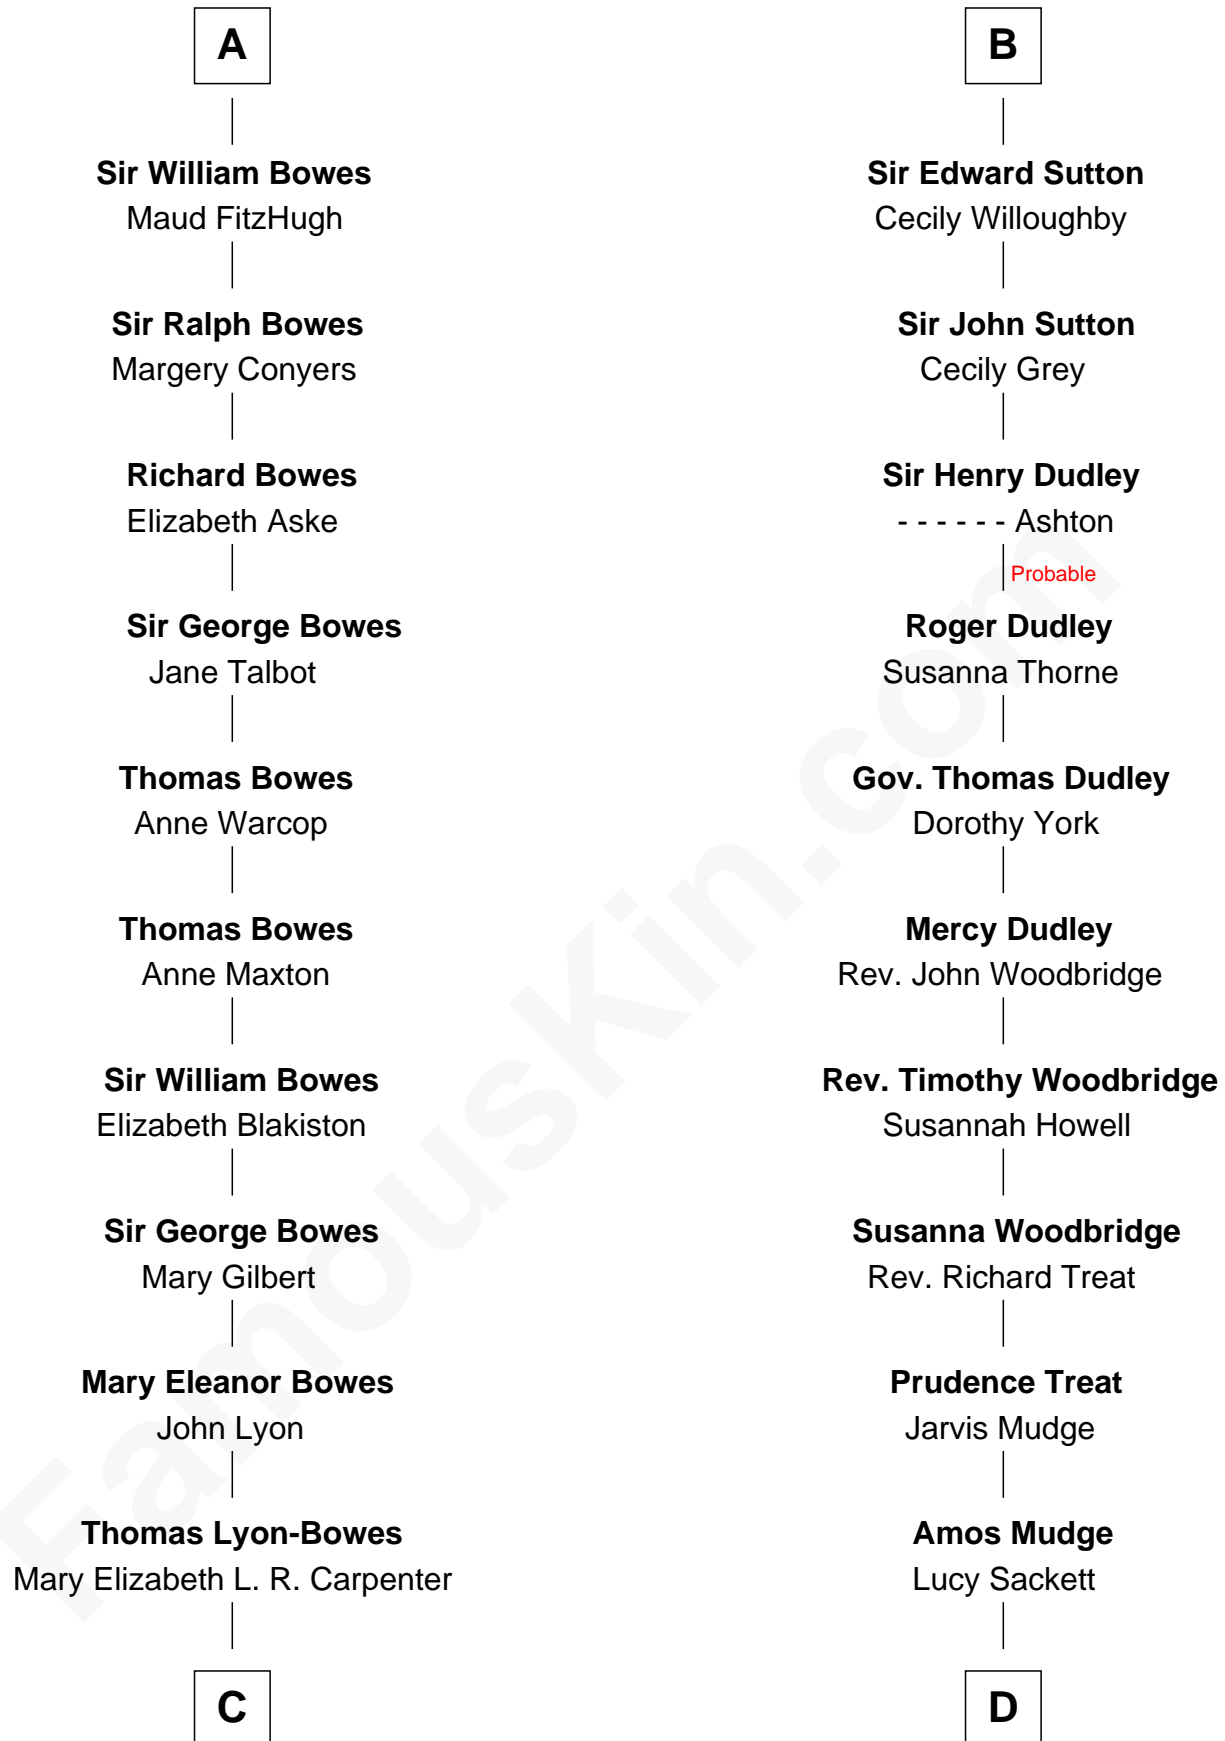 A
Sir William Bowes
Maud FitzHugh
Sir Ralph Bowes
Margery Conyers
Richard Bowes
Elizabeth Aske
Sir George Bowes
Jane Talbot
Thomas Bowes
Anne Warcop
Thomas Bowes
Anne Maxton
Sir William Bowes
Elizabeth Blakiston
Sir George Bowes
Mary Gilbert
Mary Eleanor Bowes
John Lyon
Thomas Lyon-Bowes
Mary Elizabeth L. R. Carpenter
C
B
Sir Edward Sutton
Cecily Willoughby
Sir John Sutton
Cecily Grey
Sir Henry Dudley
- - - - - - Ashton
Probable
Roger Dudley
Susanna Thorne
Gov. Thomas Dudley
Dorothy York
Mercy Dudley
Rev. John Woodbridge
Rev. Timothy Woodbridge
Susannah Howell
Susanna Woodbridge
Rev. Richard Treat
Prudence Treat
Jarvis Mudge
Amos Mudge
Lucy Sackett
D
FamousKin.com